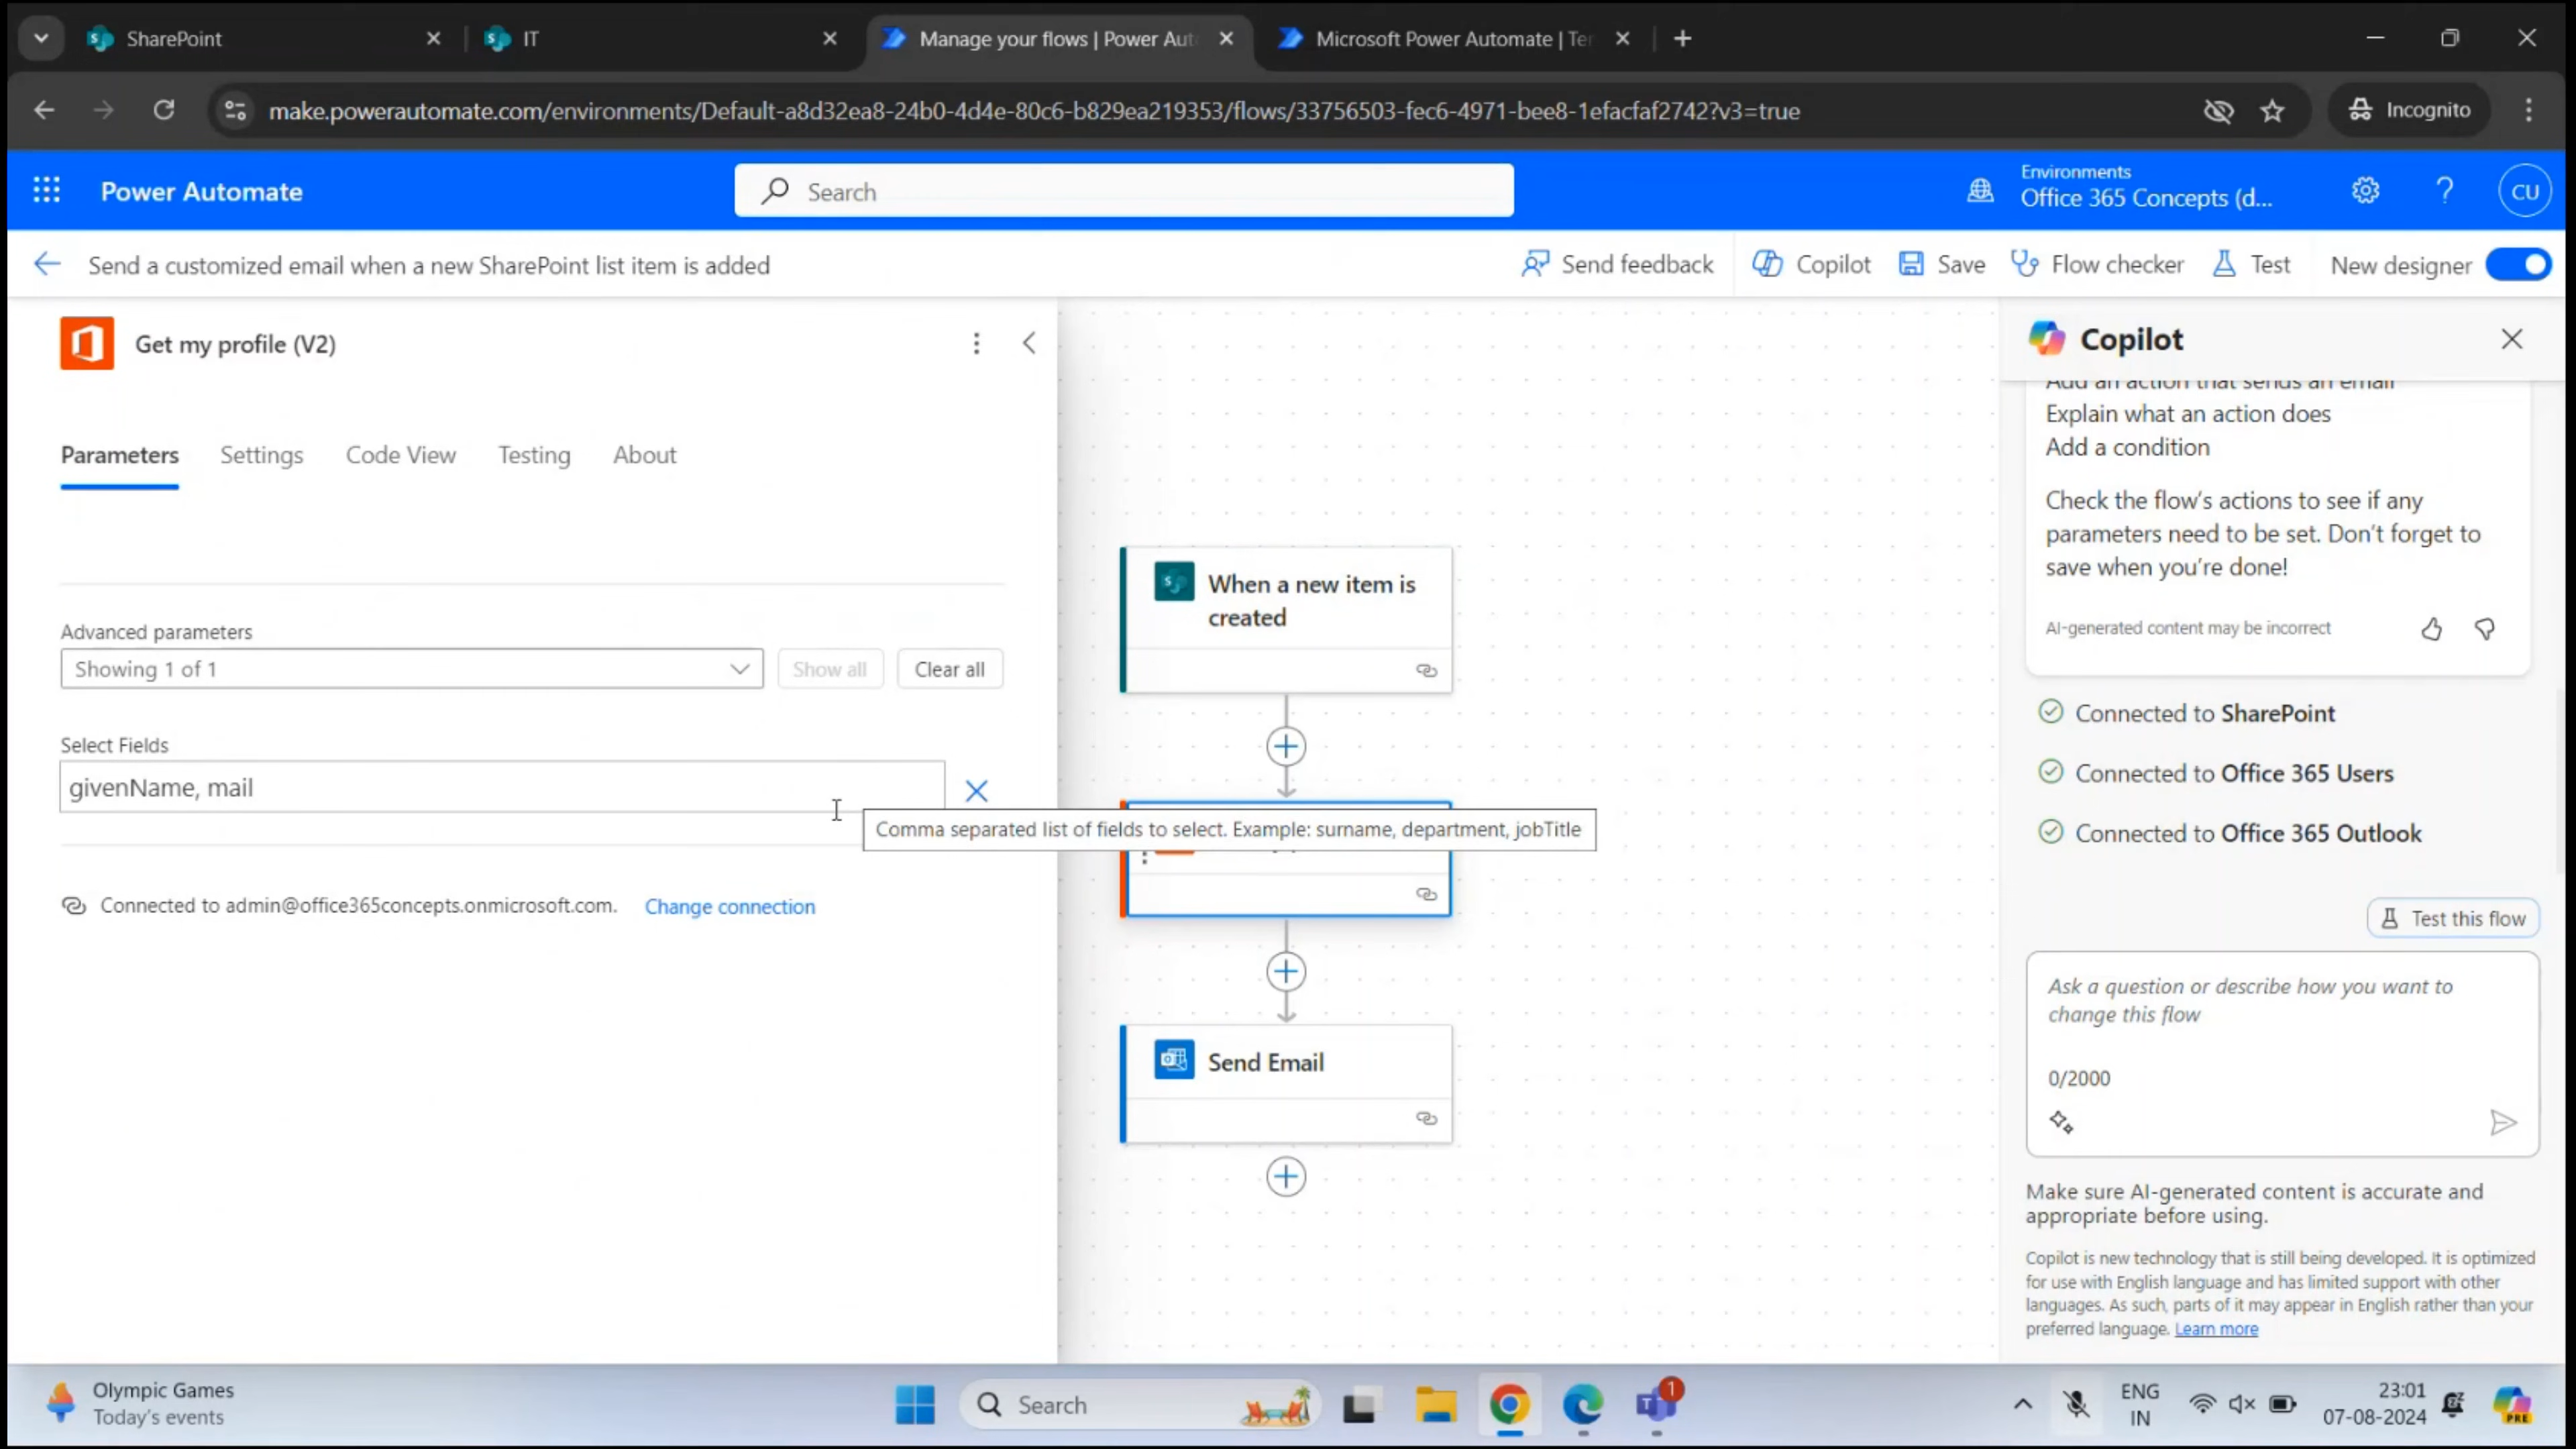 SharePoint
IT
Manage your flows | Power Aut
Microsoft Power Automate | Ter
make.powerautomate.com/environments/Default-a8d32ea8-24b0-4d4e-80c6-b829ea219353/flows/33756503-fec6-4971-bee8-1efacfaf2742?v3=true
Incognito
Power Automate
Search
Environments
Office 365 Concepts (d...
CU
Send a customized email when a new SharePoint list item is added
Send feedback
Copilot
Save
Flow checker
Test
New designer
Get my profile (V2)
Parameters
Settings
Code View
Testing
About
Advanced parameters
Showing 1 of 1
Show all
Clear all
Select Fields
givenName, mail
Comma separated list of fields to select. Example: surname, department, jobTitle
Connected to admin@office365concepts.onmicrosoft.com.
Change connection
When a new item is
created
Send Email
Copilot
Add an action that sends an email
Explain what an action does
Add a condition
Check the flow's actions to see if any
parameters need to be set. Don't forget to
save when you're done!
AI-generated content may be incorrect
Connected to SharePoint
Connected to Office 365 Users
Connected to Office 365 Outlook
Test this flow
Ask a question or describe how you want to
change this flow
0/2000
Make sure AI-generated content is accurate and
appropriate before using.
Copilot is new technology that is still being developed. It is optimized
for use with English language and has limited support with other
languages. As such, parts of it may appear in English rather than your
preferred language. Learn more
Olympic Games
Today's events
Search
1
ENG
IN
23:01
07-08-2024
PRE